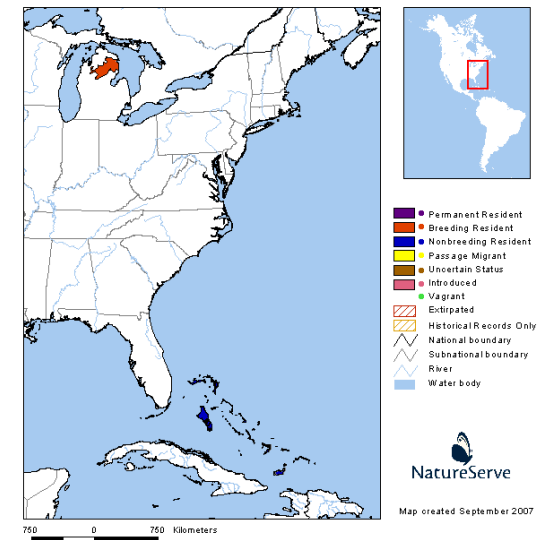 Permanent Resident
Breeding Resident
Nonbreeding Resident
Passage Migrant
Uncertain Status
Introduced
Vagrant
Extirpated
Historical Records Only
National boundary
Subnational boundary
River
Water body
NatureServe
Map created September 2007
750 0 750 Kilometers